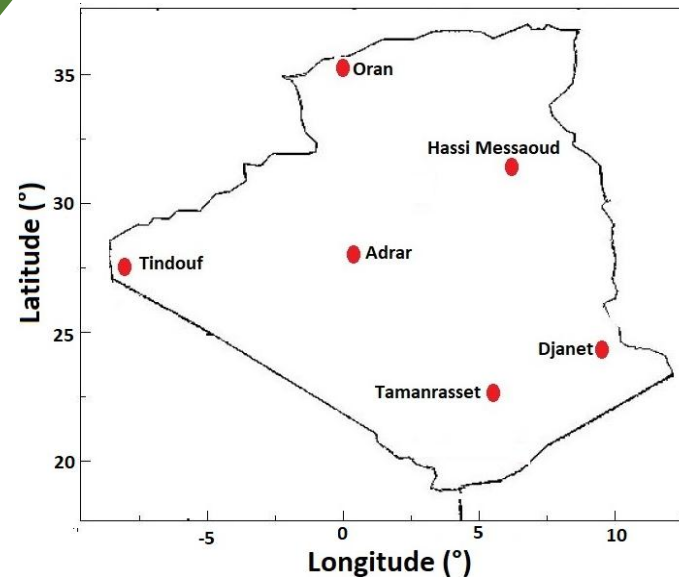 35
Oran
Hassi Messaoud
30
Tindouf
Adrar
25
Djanet
Tamanrasset
20
-5
0
5
10
Latitude (°)
Longitude (°)